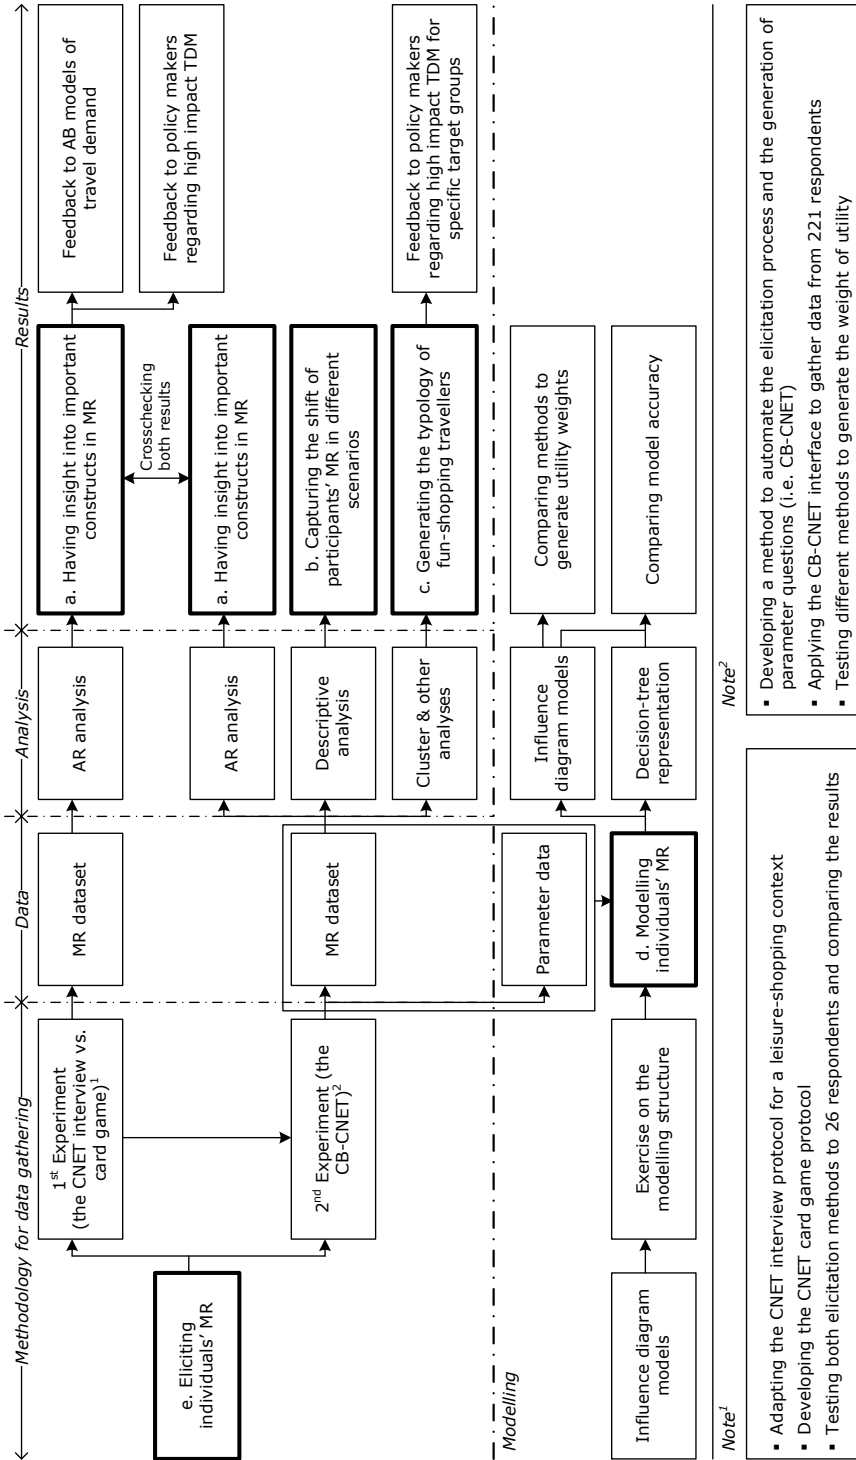 Methodology for data gathering
Data
Analysis
Results
e. Eliciting
individuals’ MR
1st Experiment
(the CNET interview vs.
card game)1
MR dataset
AR analysis
a. Having insight into important
constructs in MR
Feedback to AB models of
travel demand
Feedback to policy makers
regarding high impact TDM
Crosschecking
both results
AR analysis
a. Having insight into important
constructs in MR
2nd Experiment (the
CB-CNET)2
MR dataset
Descriptive
analysis
b. Capturing the shift of
participants’ MR in different
scenarios
Cluster & other
analyses
c. Generating the typology of
fun-shopping travellers
Feedback to policy makers
regarding high impact TDM for
specific target groups
Modelling
Parameter data
Influence
diagram models
Comparing methods to
generate utility weights
Influence diagram
models
Exercise on the
modelling structure
d. Modelling
individuals’ MR
Decision-tree
representation
Comparing model accuracy
Note1
▪ Adapting the CNET interview protocol for a leisure-shopping context
▪ Developing the CNET card game protocol
▪ Testing both elicitation methods to 26 respondents and comparing the results
Note2
▪ Developing a method to automate the elicitation process and the generation of
parameter questions (i.e. CB-CNET)
▪ Applying the CB-CNET interface to gather data from 221 respondents
▪ Testing different methods to generate the weight of utility